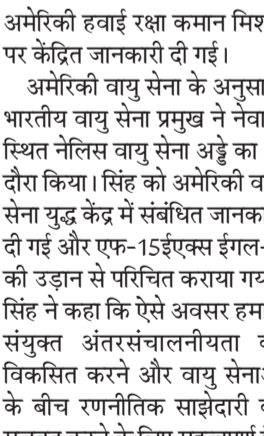 अमेरिकी हवाई रक्षा कमान मिश
पर केंद्रित जानकारी दी गई।
अमेरिकी वायु सेना के अनुसा
भारतीय वायु सेना प्रमुख ने नेवा
स्थित नेलिस वायु सेना अड्डे का
दौरा किया। सिंह को अमेरिकी व
सेना युद्ध केंद्र में संबंधित जानक
दी गई और एफ-15ईएक्स ईगल-
की उड़ान से परिचित कराया गय
सिंह ने कहा कि ऐसे अवसर हम
संयुक्त अंतरसंचालनीयता व
विकसित करने और वायु सेना
के बीच रणनीतिक साझेदारी व